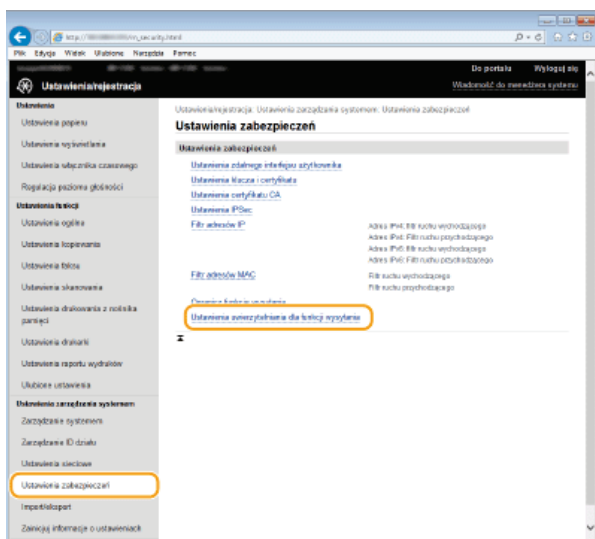 Plik Edycja Widok Ulubione Narzędzia Pomoc
Do portalu Wyloguj się
Ustawienia/rejestracja
Wiadomość do menedżera systemu
Ustawienia
Ustawienia papieru
Ustawienia wyświetlania
Ustawienia włącznika czasowego
Regulacja poziomu głośności
Ustawienia funkcji
Ustawienia ogólne
Ustawienia kopiowania
Ustawienia faksu
Ustawienia skanowania
Ustawienia drukowania z nośnika
pamięci
Ustawienia drukarki
Ustawienia raportu wydruków
Ulubione ustawienia
Ustawienia zarządzania systemem
Zarządzanie systemem
Zarządzanie ID działu
Ustawienia sieciowe
Ustawienia zabezpieczeń
Import/eksport
Zainicjuj informacje o ustawieniach
Ustawienia/rejestracja: Ustawienia zarządzania systemem: Ustawienia zabezpieczeń
Ustawienia zabezpieczeń
Ustawienia zabezpieczeń
Ustawienia zdalnego interfejsu użytkownika
Ustawienia klucza i certyfikatu
Ustawienia certyfikatu CA
Ustawienia IPSec
Filtr adresów IP
Adres IPv4: filtr ruchu wychodzącego
Adres IPv4: Filtr ruchu przychodzącego
Adres IPv6: filtr ruchu wychodzącego
Adres IPv6: Filtr ruchu przychodzącego
Filtr adresów MAC
Filtr ruchu wychodzącego
Filtr ruchu przychodzącego
Ogranicz funkcje wysyłania
Ustawienia uwierzytelniania dla funkcji wysyłania